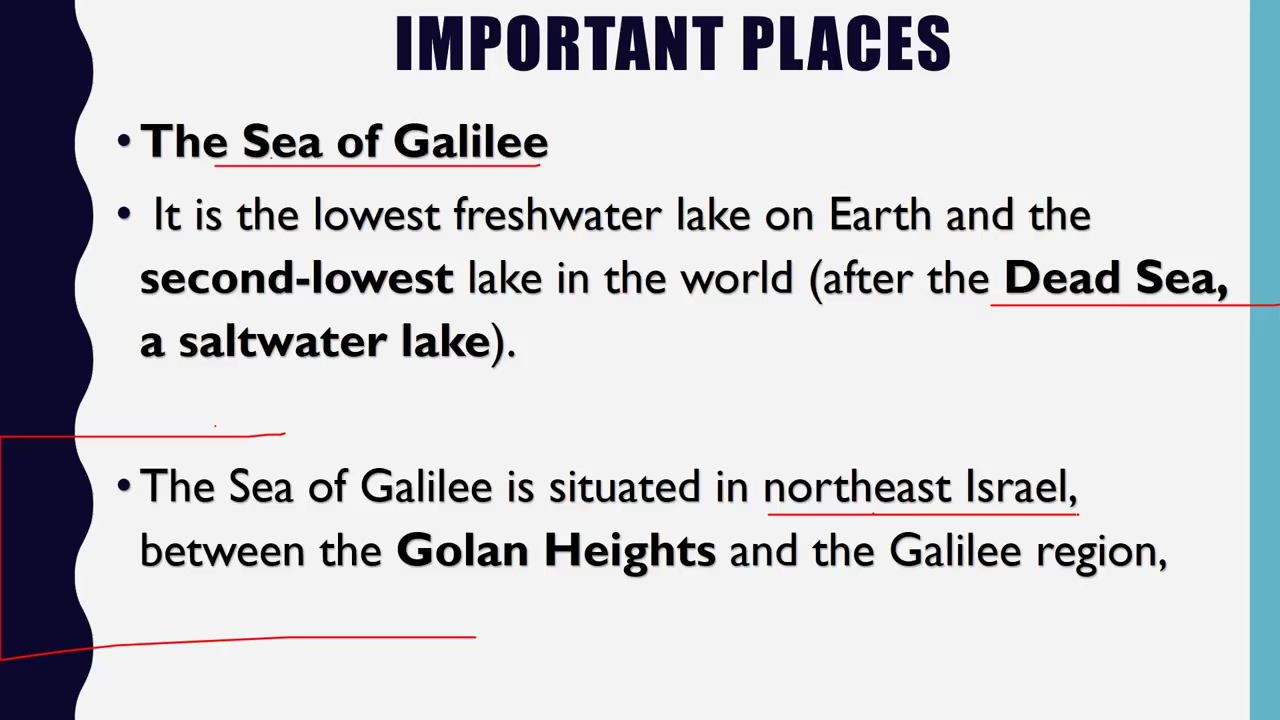 IMPORTANT PLACES
• The Sea of Galilee
• It is the lowest freshwater lake on Earth and the
second-lowest lake in the world (after the Dead Sea,
a saltwater lake).
• The Sea of Galilee is situated in northeast Israel,
between the Golan Heights and the Galilee region,